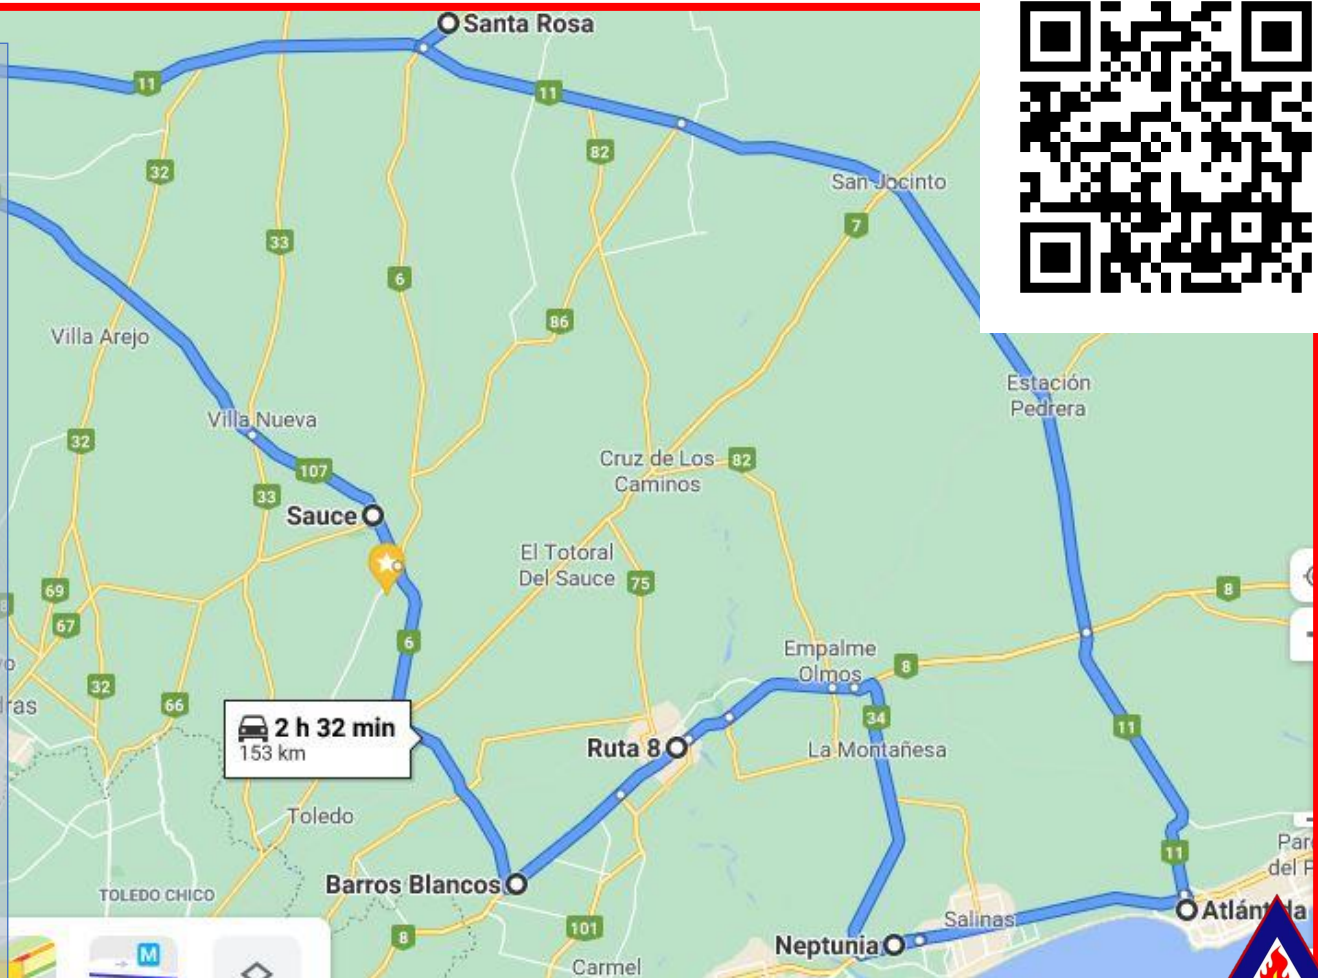 Santa Rosa
11
11
82
32
San Jacinto
7
33
6
86
Villa Arejo
Estación
Pedrera
Villa Nueva
32
Cruz de Los
Caminos
82
107
33
Sauce
El Totoral
Del Sauce
75
69
8
67
6
Empalme
Olmos
8
32
66
ras
34
2 h 32 min
153 km
11
Ruta 8
La Montañesa
Toledo
11
Par
del P
Barros Blancos
TOLEDO CHICO
Salinas
101
8
Neptunia
Carmel
M